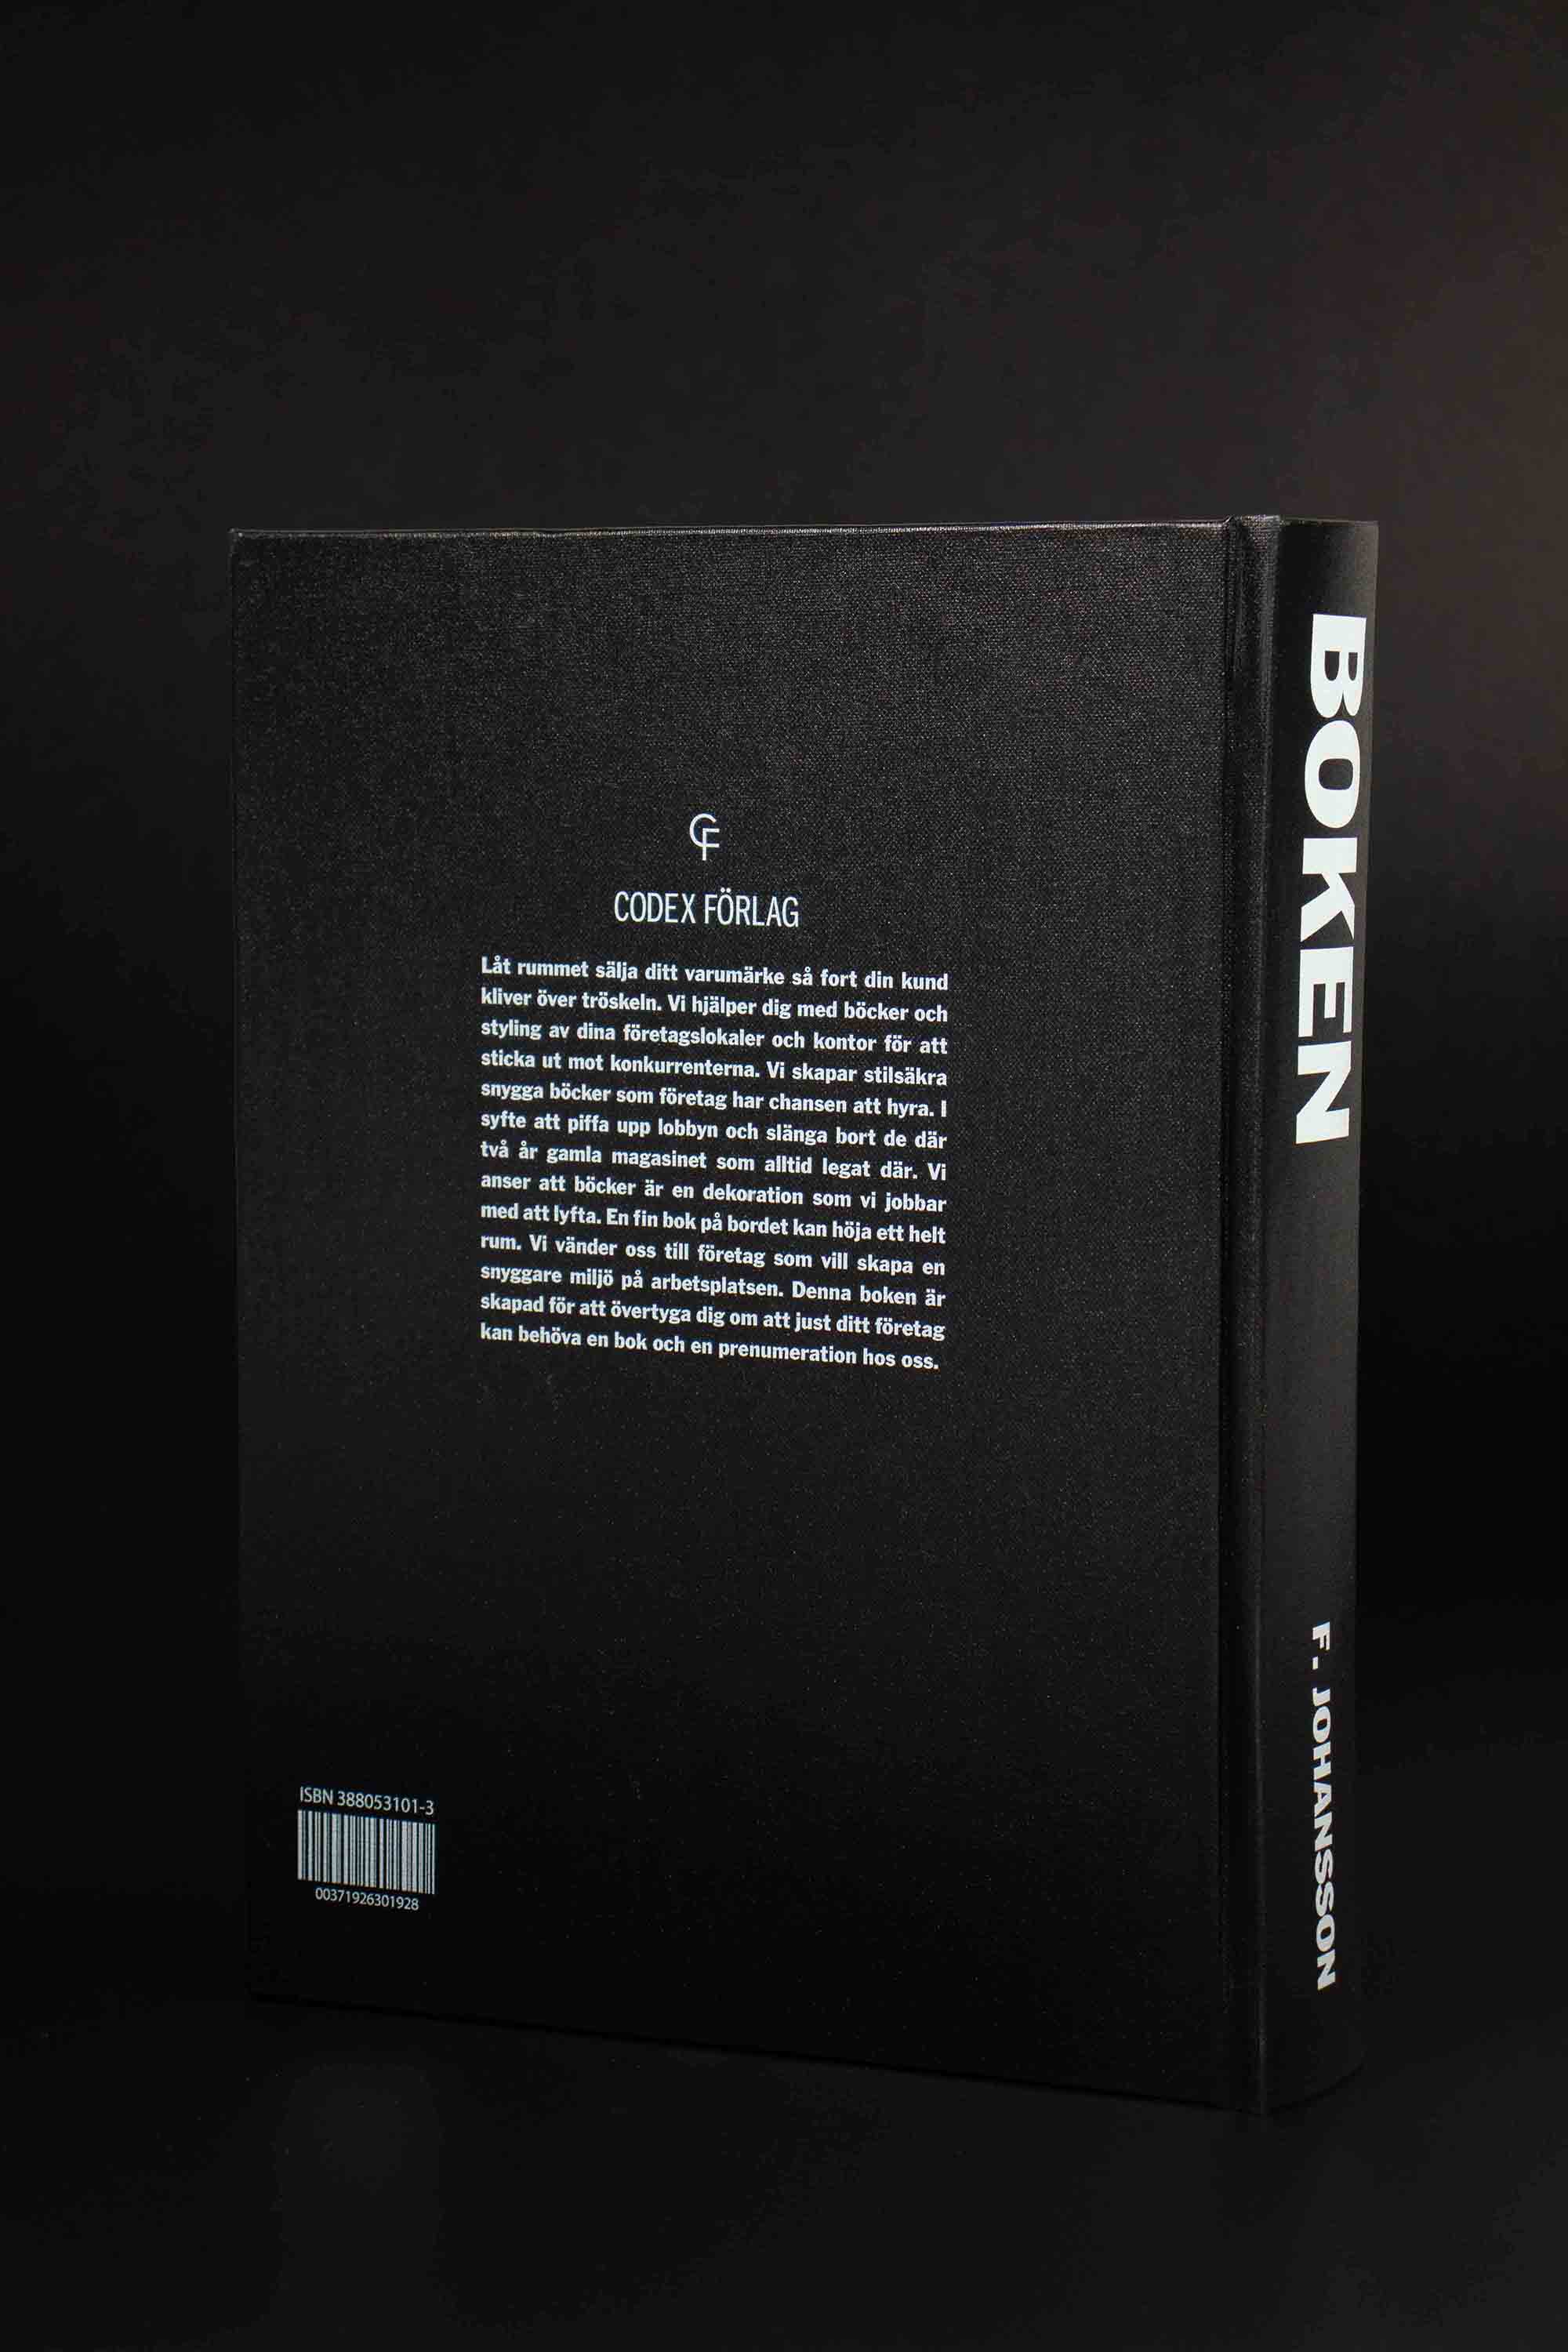 CF
CODEX FÖRLAG
Låt rummet sälja ditt varumärke så fort din kund
kliver över tröskeln. Vi hjälper dig med böcker och
styling av dina företagslokaler och kontor för att
sticka ut mot konkurrenterna. Vi skapar stilsäkra
snygga böcker som företag har chansen att hyra. I
syfte att piffa upp lobbyn och slänga bort de där
två år gamla magasinet som alltid legat där. Vi
anser att böcker är en dekoration som vi jobbar
med att lyfta. En fin bok på bordet kan höja ett helt
rum. Vi vänder oss till företag som vill skapa en
snyggare miljö på arbetsplatsen. Denna boken är
skapad för att övertyga dig om att just ditt företag
kan behöva en bok och en prenumeration hos oss.
ISBN 388053101-3
00371926301928
BOKEN
F. JOHANSSON